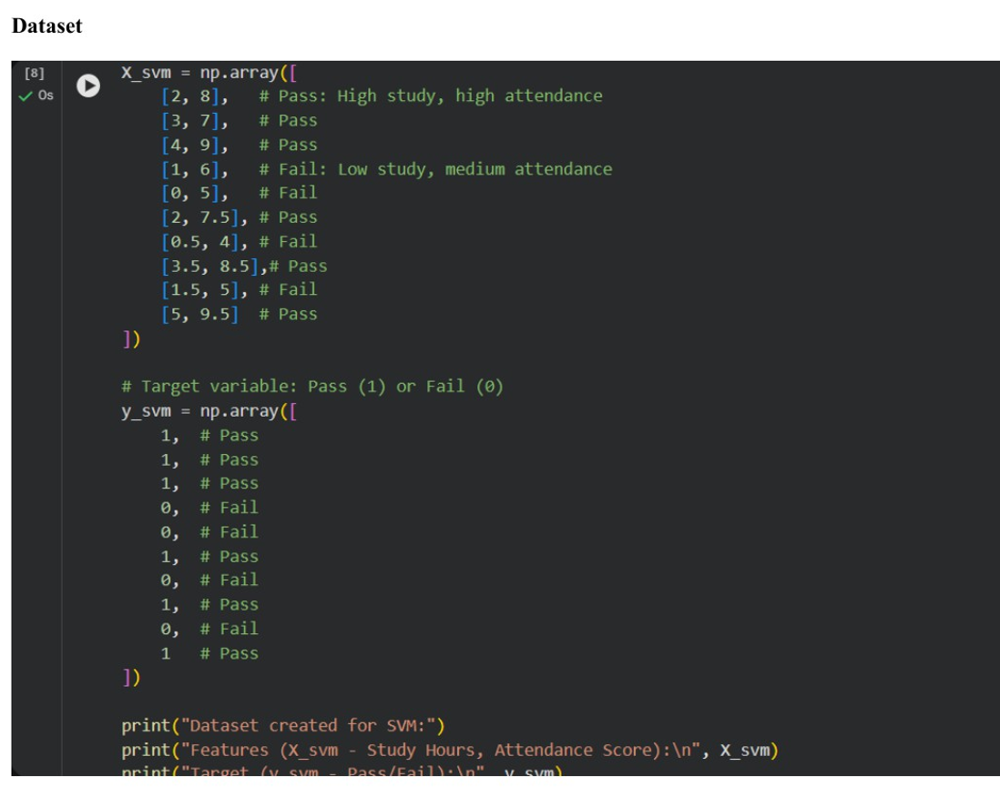 Dataset
[8] X_svm = np.array([
✓ 0s [2, 8],   # Pass: High study, high attendance
[3, 7],   # Pass
[4, 9],   # Pass
[1, 6],   # Fail: Low study, medium attendance
[0, 5],   # Fail
[2, 7.5], # Pass
[0.5, 4], # Fail
[3.5, 8.5],# Pass
[1.5, 5], # Fail
[5, 9.5]  # Pass
])
# Target variable: Pass (1) or Fail (0)
y_svm = np.array([
1,  # Pass
1,  # Pass
1,  # Pass
0,  # Fail
0,  # Fail
1,  # Pass
0,  # Fail
1,  # Pass
0,  # Fail
1   # Pass
])
print("Dataset created for SVM:")
print("Features (X_svm - Study Hours, Attendance Score):\n", X_svm)
print("Target (y_svm - Pass/Fail):\n", y_svm)